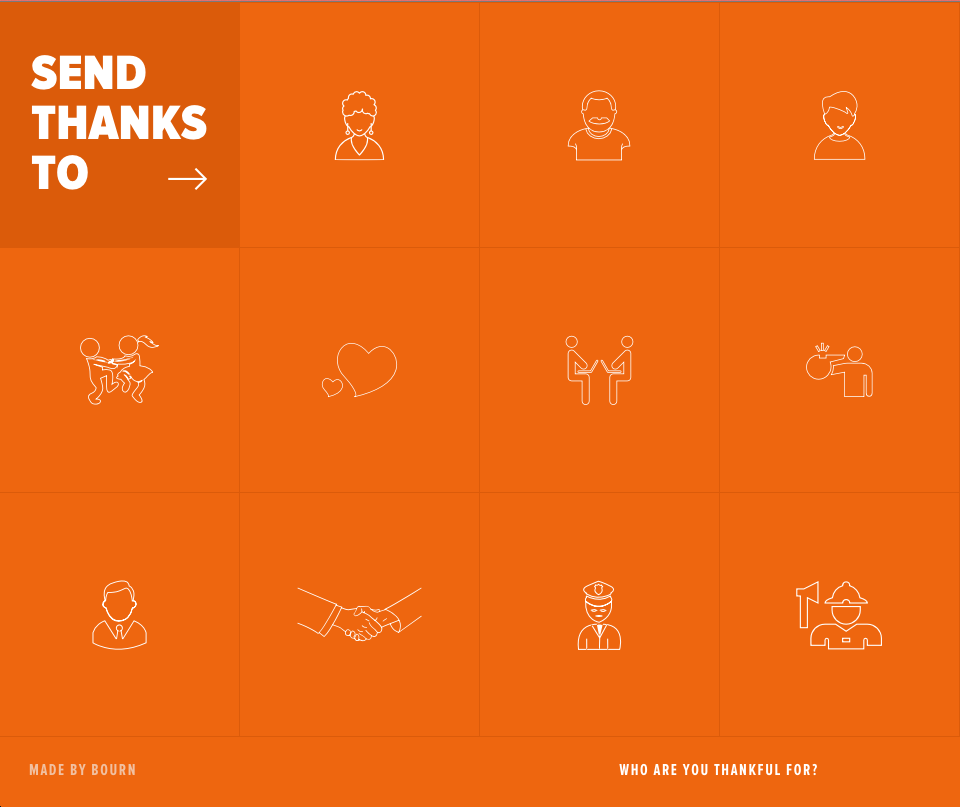 SEND
THANKS
TO
MADE BY BOURN
WHO ARE YOU THANKFUL FOR?